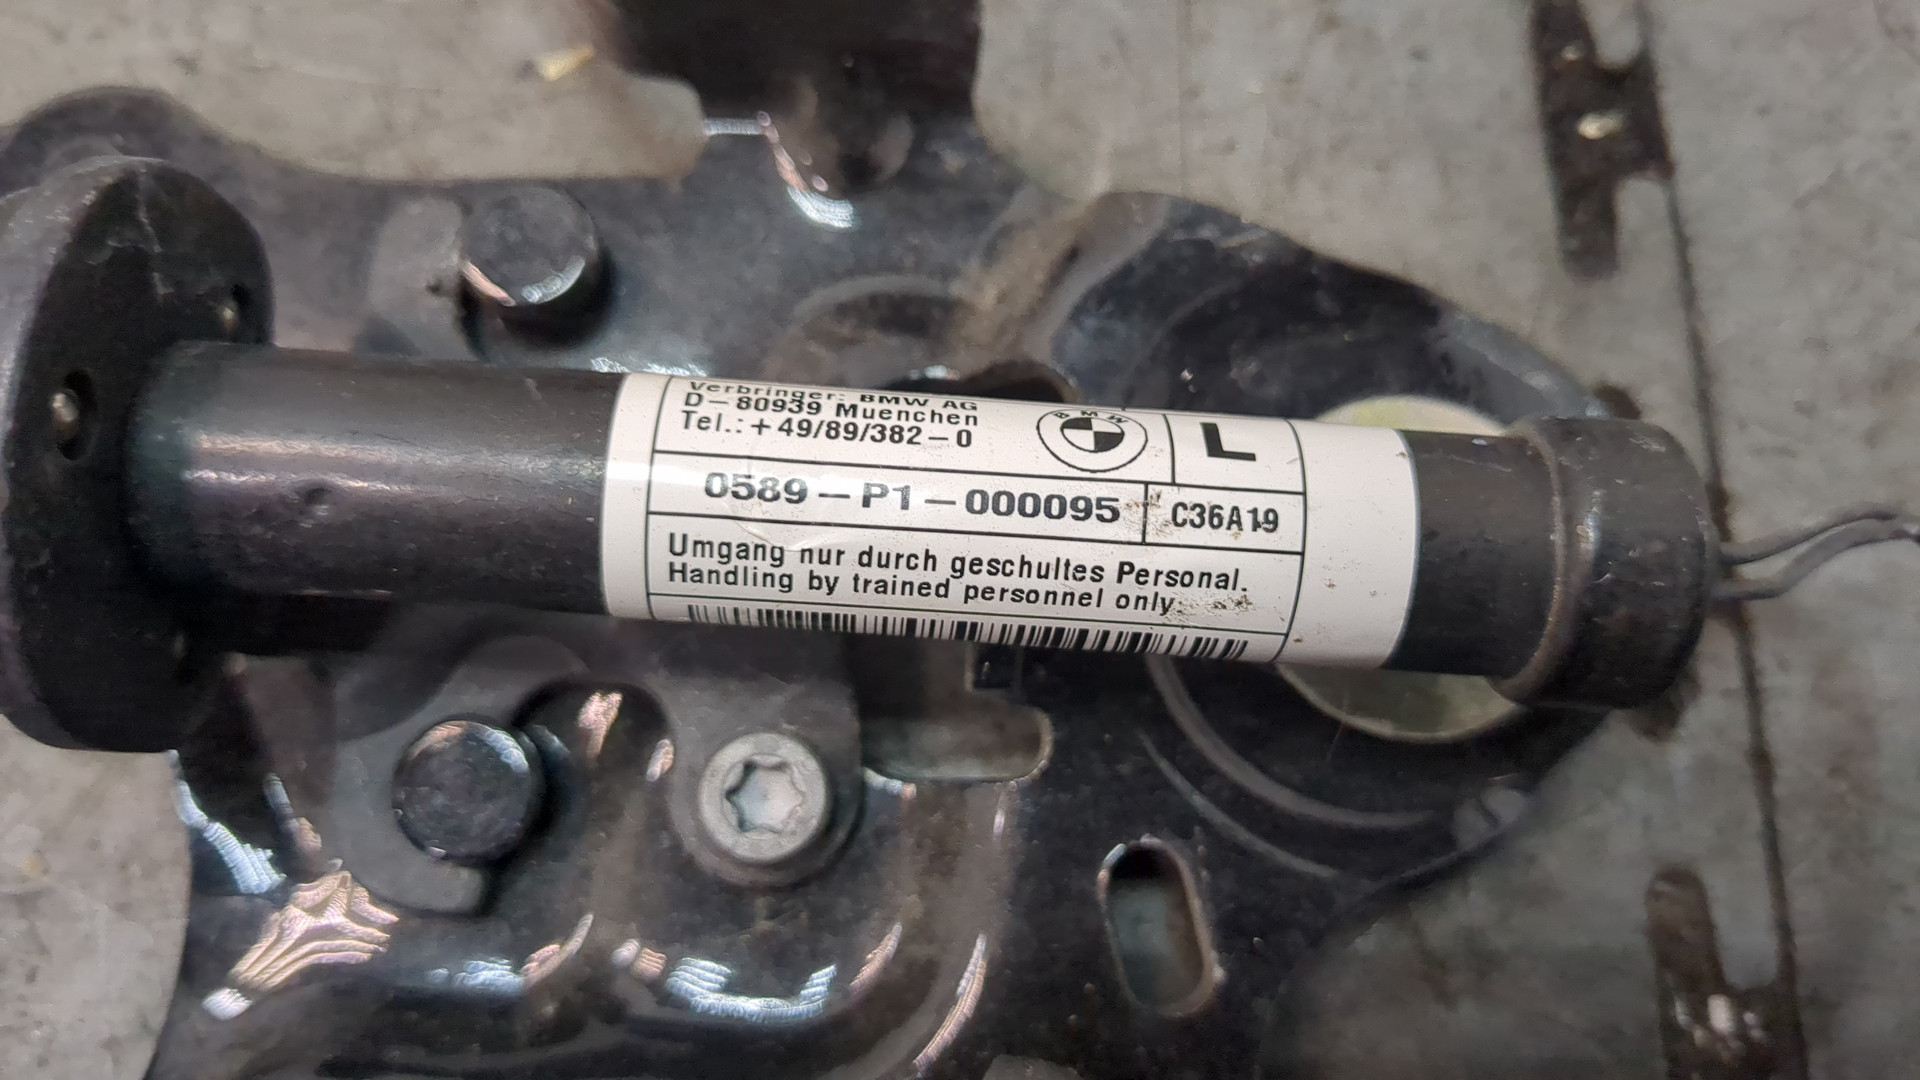 Verbringer: BMW AG
D-80939 Muenchen
Tel.: +49/89/382-0
BMW
L
0589-P1-000095
C36A19
Umgang nur durch geschultes Personal.
Handling by trained personnel only.